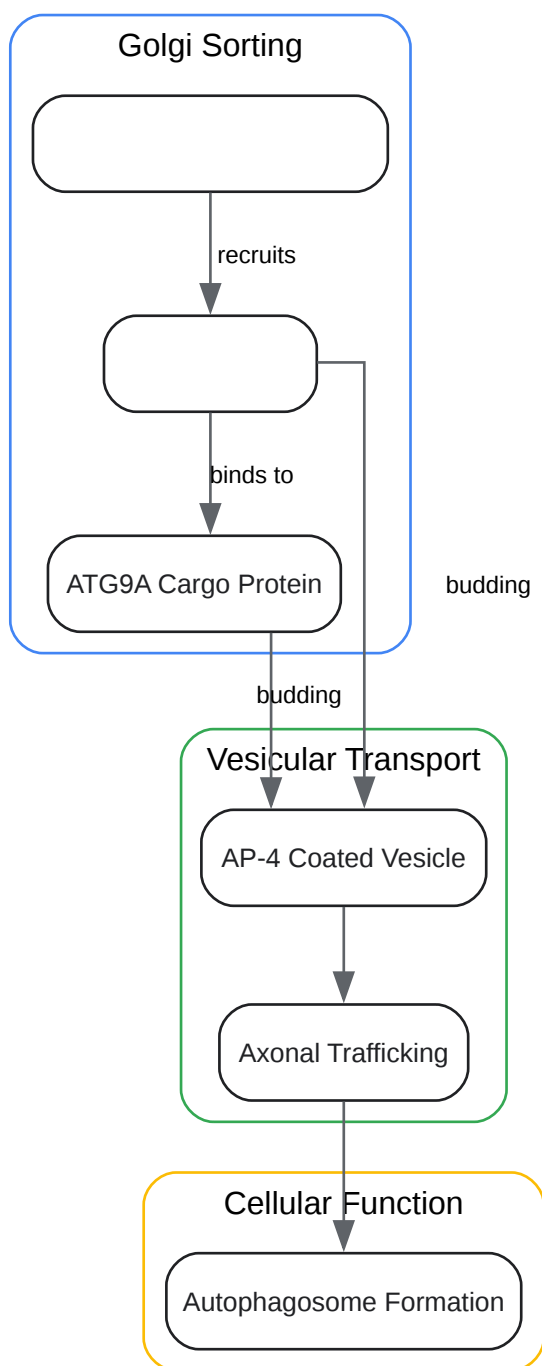 Golgi Sorting
recruits
binds to
ATG9A Cargo Protein
budding
budding
Vesicular Transport
AP-4 Coated Vesicle
Axonal Trafficking
Cellular Function
Autophagosome Formation